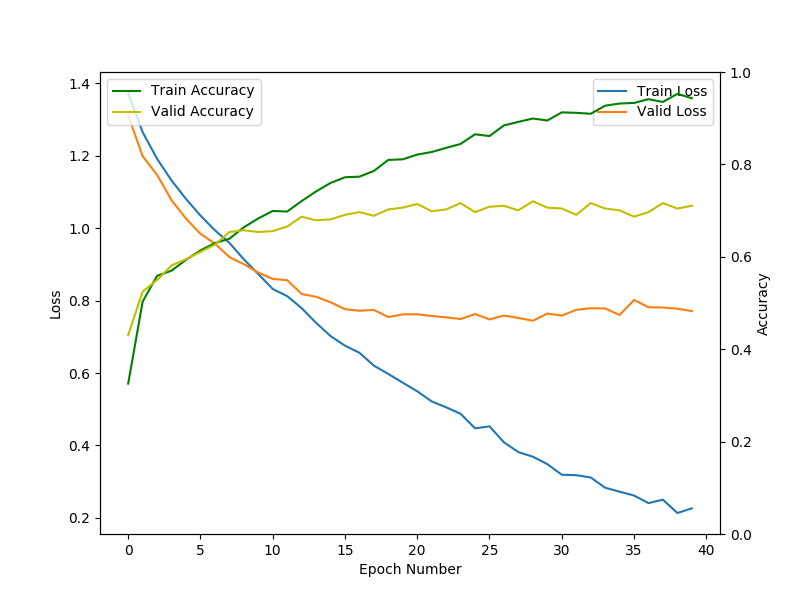 Train Accuracy
Valid Accuracy
Train Loss
Valid Loss
1.4
1.2
1.0
0.8
0.6
0.4
0.2
Loss
1.0
0.8
0.6
0.4
0.2
0.0
Accuracy
0 5 10 15 20 25 30 35 40
Epoch Number